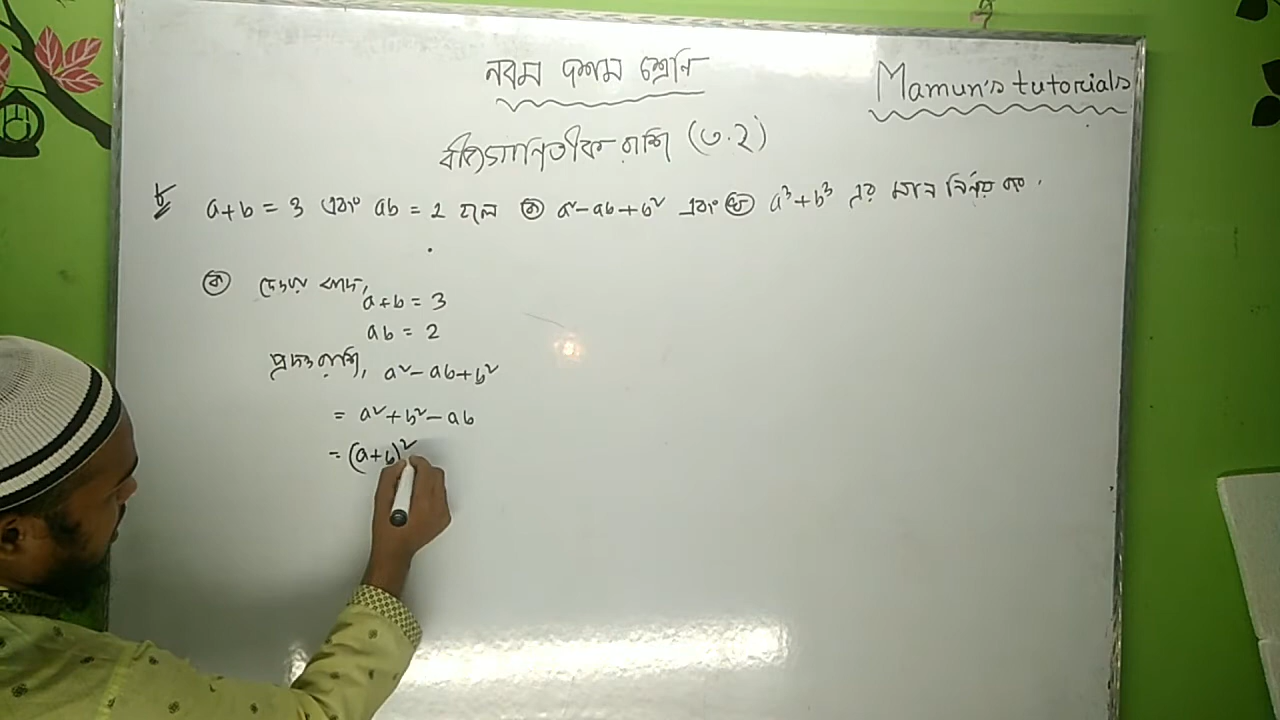 নবম দশম শ্রেণি
Mamun's tutorials
বীজগাণিতীক রাশি (৩.২)
৮ a+b = 3 এবং ab = 2 হলে ক a²-ab+b² এবং খ a³+b³ এর মান নির্ণয় কর.
ক দেওয়া আছে,
a+b = 3
ab = 2
প্রদত্ত রাশি, a²-ab+b²
= a²+b²-ab
= (a+b)²